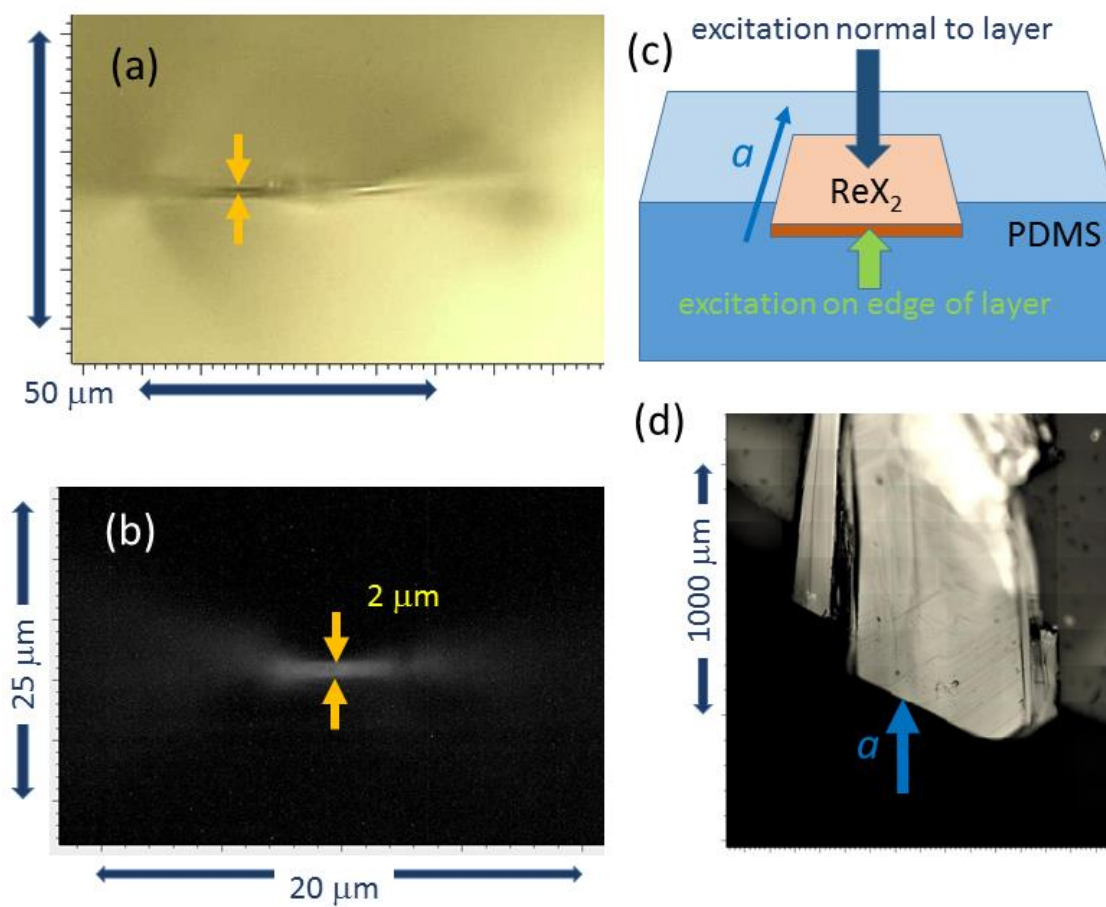 (a)
50 μm
(b)
2 μm
25 μm
20 μm
(c)
excitation normal to layer
a
ReX2
PDMS
excitation on edge of layer
(d)
1000 μm
a